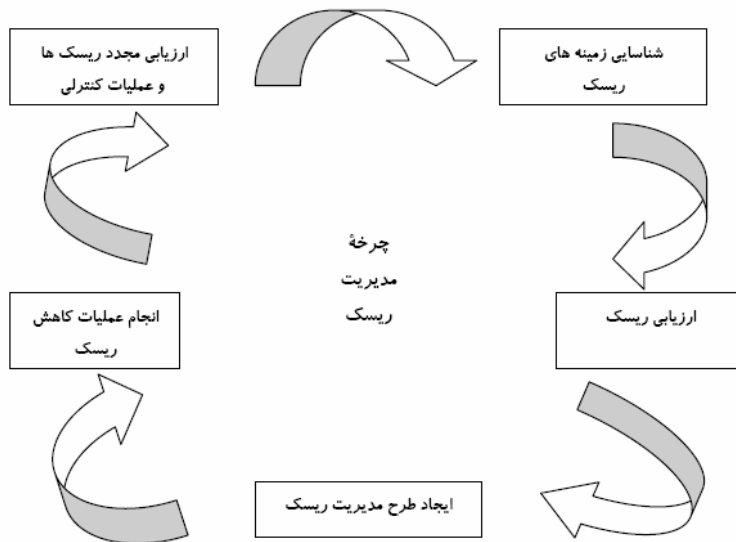 شناسایی زمینه های
ریسک
ارزیابی ریسک
ایجاد طرح مدیریت ریسک
انجام عملیات کاهش
ریسک
ارزیابی مجدد ریسک ها
و عملیات کنترلی
چرخهٔ
مدیریت
ریسک